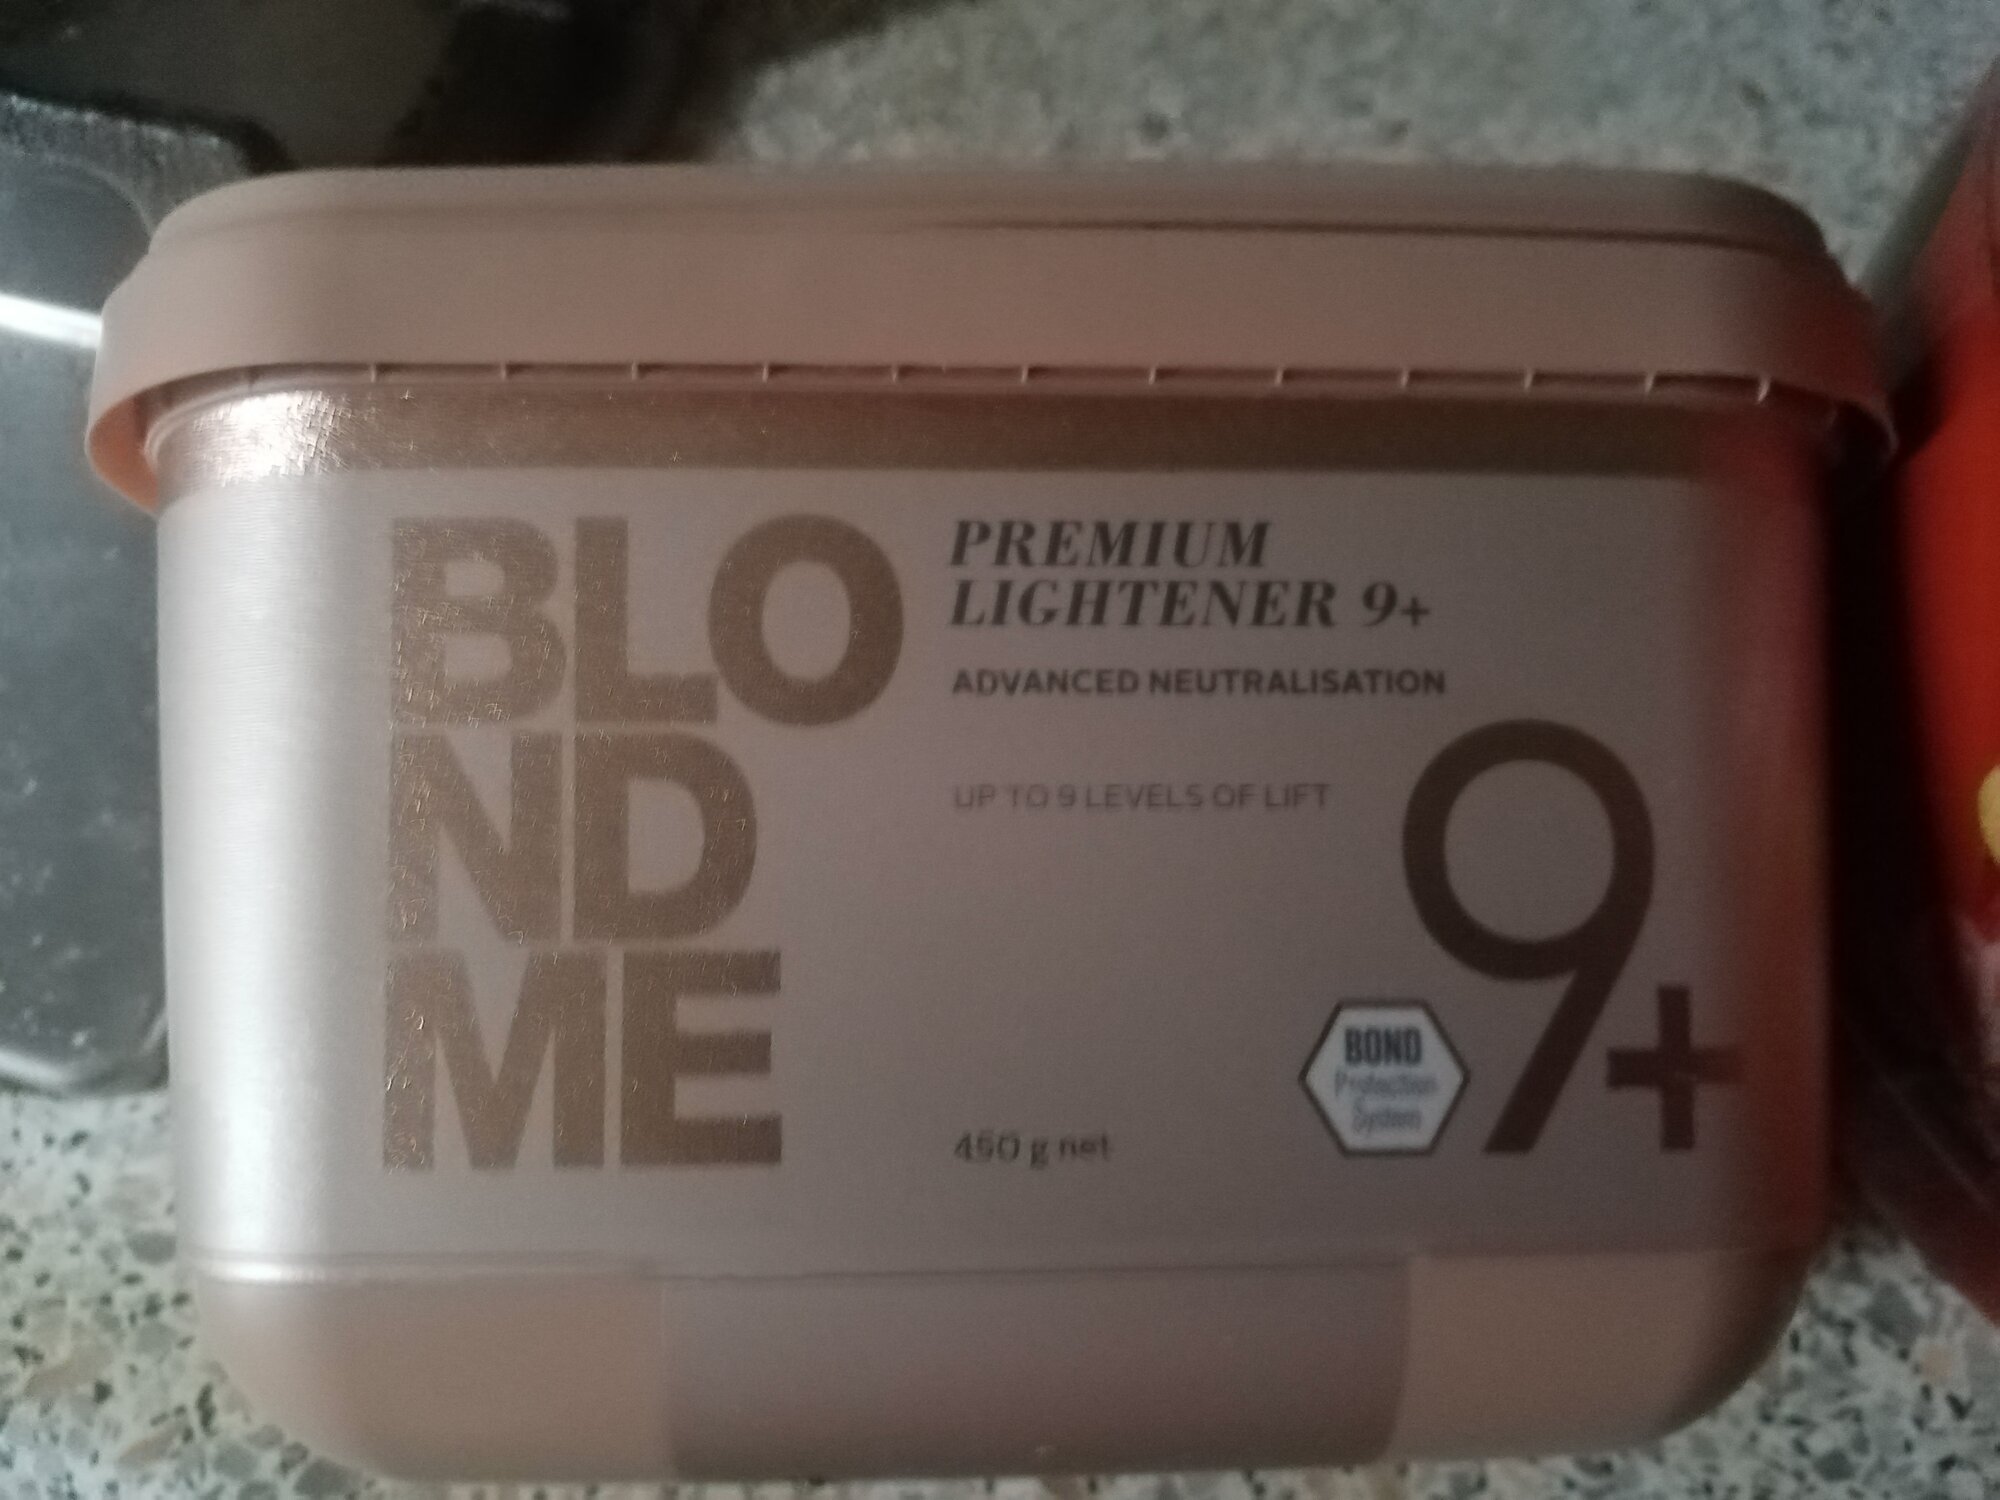 BLO
ND
ME
PREMIUM
LIGHTENER 9+
ADVANCED NEUTRALISATION
UP TO 9 LEVELS OF LIFT
9+
BOND
Protection
System
450 g net